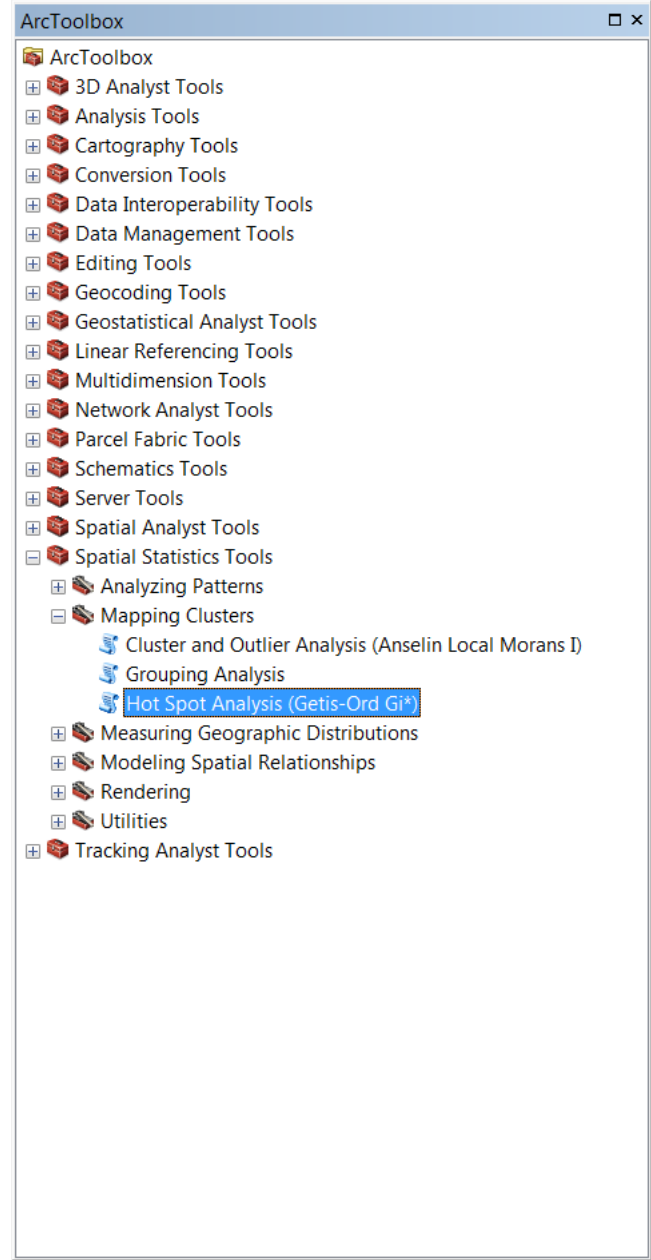 ArcToolbox
ArcToolbox
3D Analyst Tools
Analysis Tools
Cartography Tools
Conversion Tools
Data Interoperability Tools
Data Management Tools
Editing Tools
Geocoding Tools
Geostatistical Analyst Tools
Linear Referencing Tools
Multidimension Tools
Network Analyst Tools
Parcel Fabric Tools
Schematics Tools
Server Tools
Spatial Analyst Tools
Spatial Statistics Tools
Analyzing Patterns
Mapping Clusters
Cluster and Outlier Analysis (Anselin Local Morans I)
Grouping Analysis
Hot Spot Analysis (Getis-Ord Gi*)
Measuring Geographic Distributions
Modeling Spatial Relationships
Rendering
Utilities
Tracking Analyst Tools